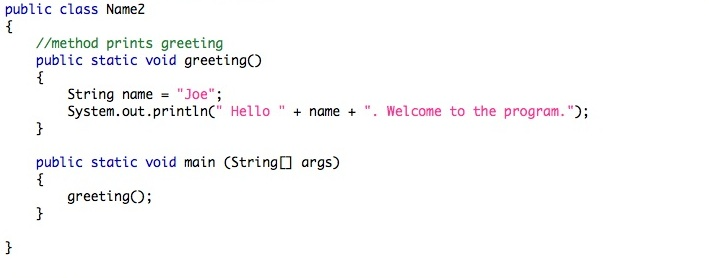 public class Name2
{
    //method prints greeting
    public static void greeting()
    {
        String name = "Joe";
        System.out.println(" Hello " + name + ". Welcome to the program.");
    }

    public static void main (String[] args)
    {
        greeting();
    }

}